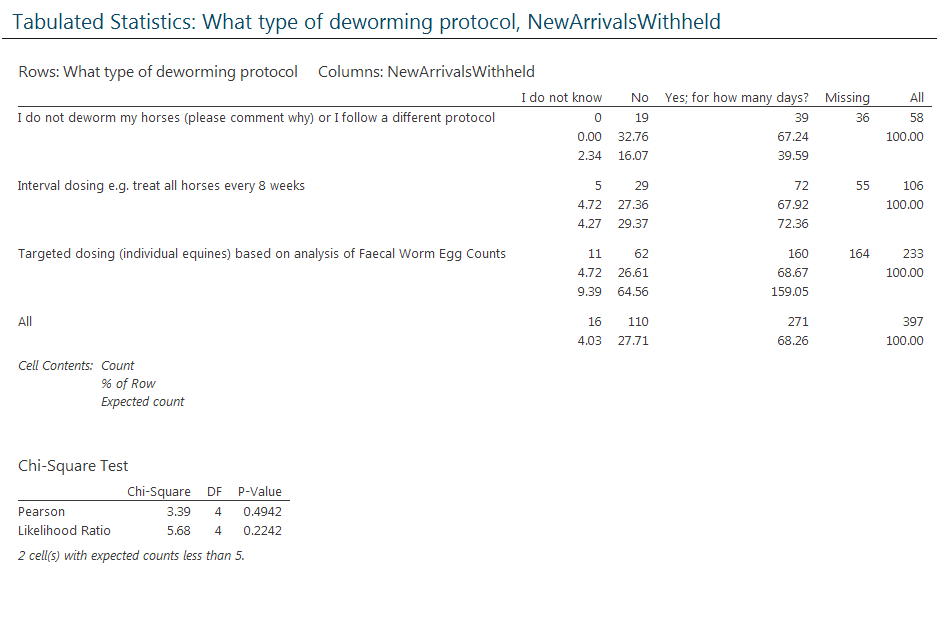 Tabulated Statistics: What type of deworming protocol, NewArrivalsWithheld
Rows: What type of deworming protocol Columns: NewArrivalsWithheld
I do not know No Yes; for how many days? Missing All
I do not deworm my horses (please comment why) or I follow a different protocol 0 19 39 36 58
0.00 32.76 67.24 100.00
2.34 16.07 39.59
Interval dosing e.g. treat all horses every 8 weeks 5 29 72 55 106
4.72 27.36 67.92 100.00
4.27 29.37 72.36
Targeted dosing (individual equines) based on analysis of Faecal Worm Egg Counts 11 62 160 164 233
4.72 26.61 68.67 100.00
9.39 64.56 159.05
All 16 110 271 397
4.03 27.71 68.26 100.00
Cell Contents: Count
% of Row
Expected count
Chi-Square Test
Chi-Square DF P-Value
Pearson 3.39 4 0.4942
Likelihood Ratio 5.68 4 0.2242
2 cell(s) with expected counts less than 5.